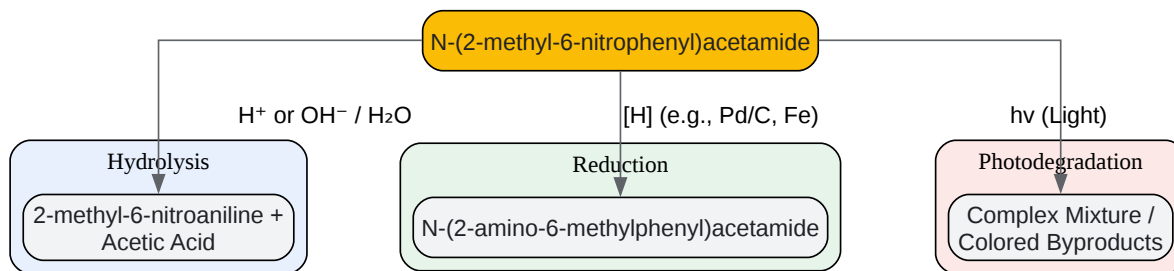 N-(2-methyl-6-nitrophenyl)acetamide
H⁺ or OH⁻ / H₂O
[H] (e.g., Pd/C, Fe)
hv (Light)
Hydrolysis
2-methyl-6-nitroaniline +
Acetic Acid
Reduction
N-(2-amino-6-methylphenyl)acetamide
Photodegradation
Complex Mixture /
Colored Byproducts